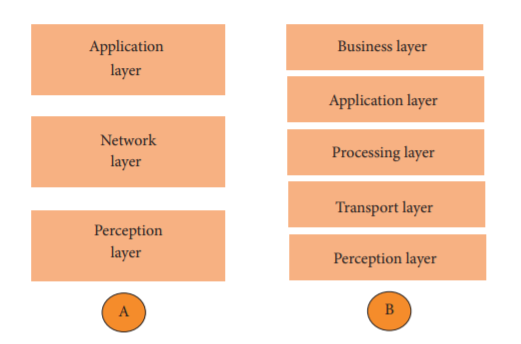 Application
layer
Network
layer
Perception
layer
A
Business layer
Application layer
Processing layer
Transport layer
Perception layer
B